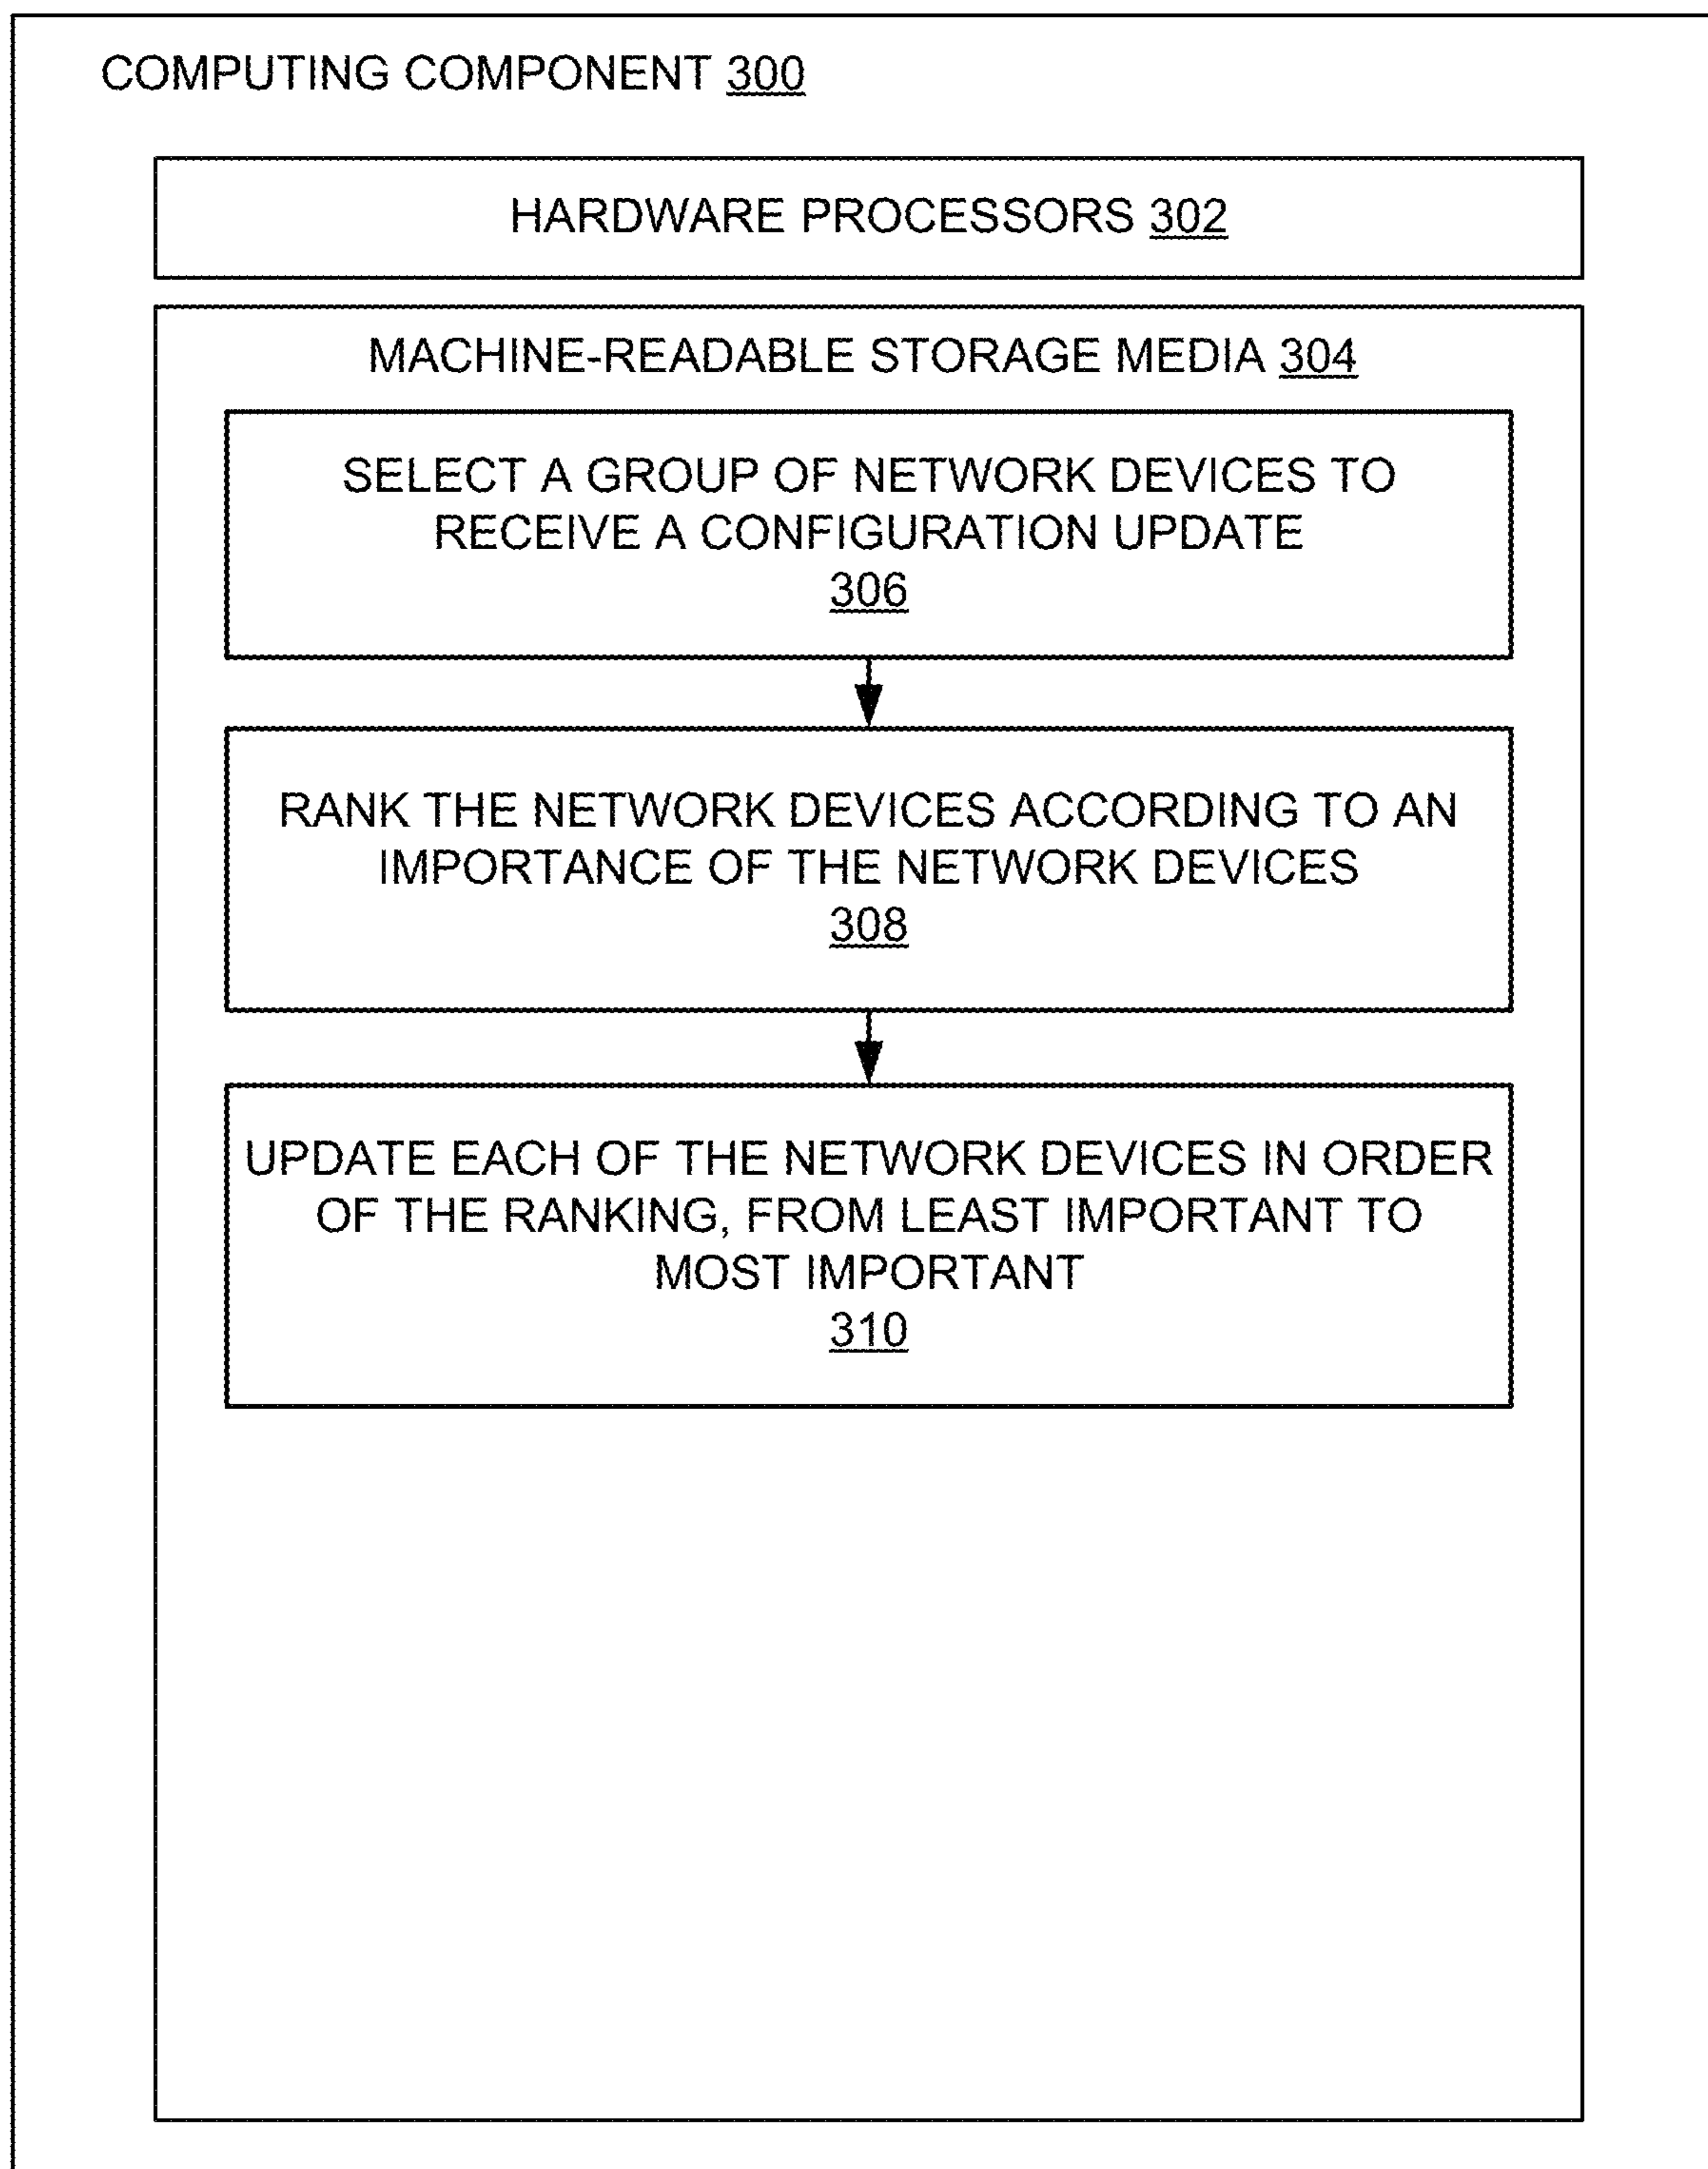 COMPUTING COMPONENT 300
HARDWARE PROCESSORS 302
MACHINE-READABLE STORAGE MEDIA 304
SELECT A GROUP OF NETWORK DEVICES TO
RECEIVE A CONFIGURATION UPDATE
306
RANK THE NETWORK DEVICES ACCORDING TO AN
IMPORTANCE OF THE NETWORK DEVICES
308
UPDATE EACH OF THE NETWORK DEVICES IN ORDER
OF THE RANKING, FROM LEAST IMPORTANT TO
MOST IMPORTANT
310